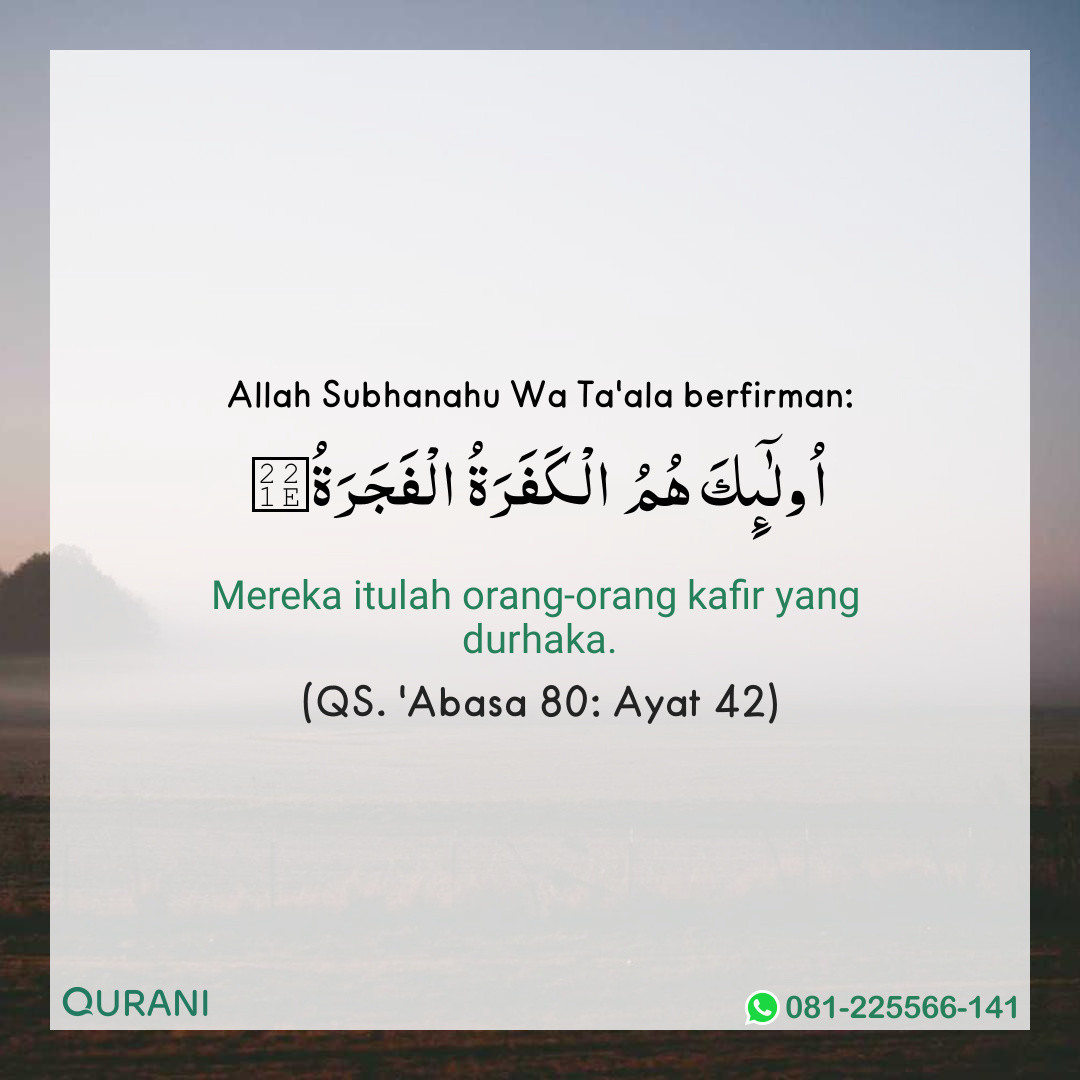 Allah Subhanahu Wa Ta'ala berfirman:
اُولٰٓئِكَ هُمُ الْكَفَرَةُ الْفَجَرَةُ
Mereka itulah orang-orang kafir yang
durhaka.
(QS. 'Abasa 80: Ayat 42)
QURANI
081-225566-141